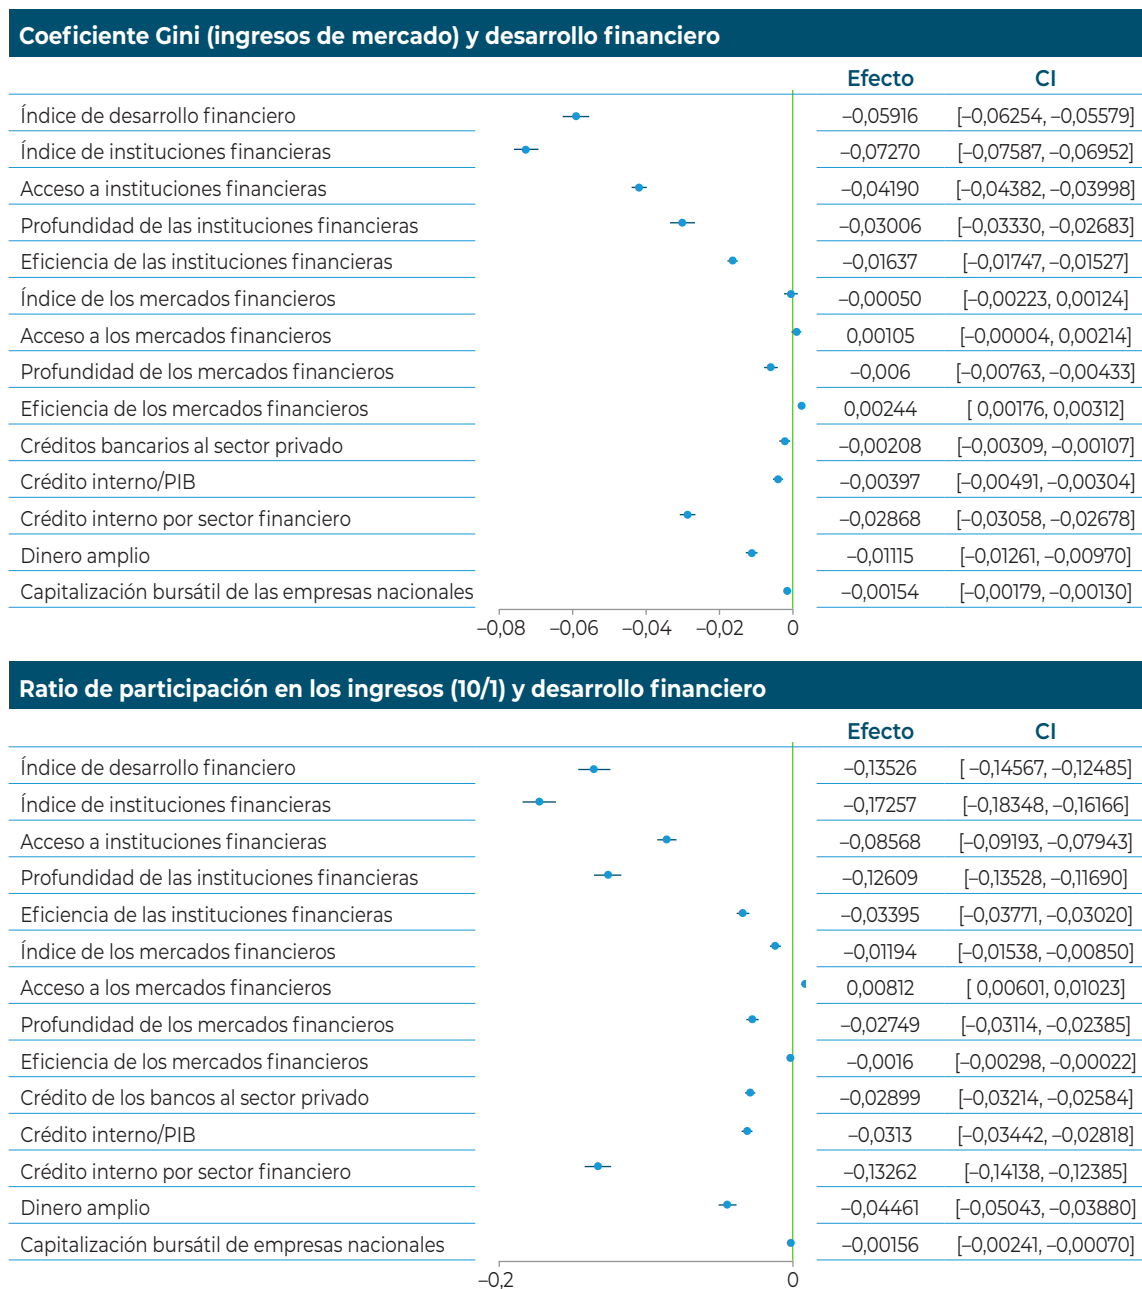 Coeficiente Gini (ingresos de mercado) y desarrollo financiero
Efecto CI
Índice de desarrollo financiero –0,05916 [–0,06254, –0,05579]
Índice de instituciones financieras –0,07270 [–0,07587, –0,06952]
Acceso a instituciones financieras –0,04190 [–0,04382, –0,03998]
Profundidad de las instituciones financieras –0,03006 [–0,03330, –0,02683]
Eficiencia de las instituciones financieras –0,01637 [–0,01747, –0,01527]
Índice de los mercados financieros –0,00050 [–0,00223, 0,00124]
Acceso a los mercados financieros 0,00105 [–0,00004, 0,00214]
Profundidad de los mercados financieros –0,006 [–0,00763, –0,00433]
Eficiencia de los mercados financieros 0,00244 [ 0,00176, 0,00312]
Créditos bancarios al sector privado –0,00208 [–0,00309, –0,00107]
Crédito interno/PIB –0,00397 [–0,00491, –0,00304]
Crédito interno por sector financiero –0,02868 [–0,03058, –0,02678]
Dinero amplio –0,01115 [–0,01261, –0,00970]
Capitalización bursátil de las empresas nacionales –0,00154 [–0,00179, –0,00130]
–0,08 –0,06 –0,04 –0,02 0
Ratio de participación en los ingresos (10/1) y desarrollo financiero
Efecto CI
Índice de desarrollo financiero –0,13526 [ –0,14567, –0,12485]
Índice de instituciones financieras –0,17257 [–0,18348, –0,16166]
Acceso a instituciones financieras –0,08568 [–0,09193, –0,07943]
Profundidad de las instituciones financieras –0,12609 [–0,13528, –0,11690]
Eficiencia de las instituciones financieras –0,03395 [–0,03771, –0,03020]
Índice de los mercados financieros –0,01194 [–0,01538, –0,00850]
Acceso a los mercados financieros 0,00812 [ 0,00601, 0,01023]
Profundidad de los mercados financieros –0,02749 [–0,03114, –0,02385]
Eficiencia de los mercados financieros –0,0016 [–0,00298, –0,00022]
Crédito de los bancos al sector privado –0,02899 [–0,03214, –0,02584]
Crédito interno/PIB –0,0313 [–0,03442, –0,02818]
Crédito interno por sector financiero –0,13262 [–0,14138, –0,12385]
Dinero amplio –0,04461 [–0,05043, –0,03880]
Capitalización bursátil de empresas nacionales –0,00156 [–0,00241, –0,00070]
–0,2 0